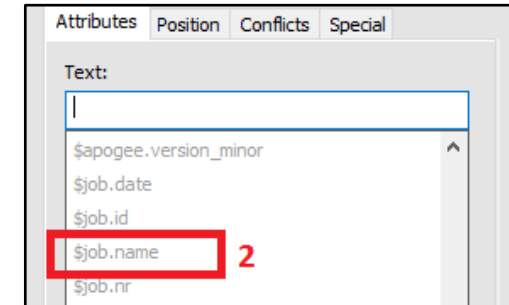 Attributes Position Conflicts Special
Text:
$apogee.version_minor
$job.date
$job.id
$job.name 2
$job.nr